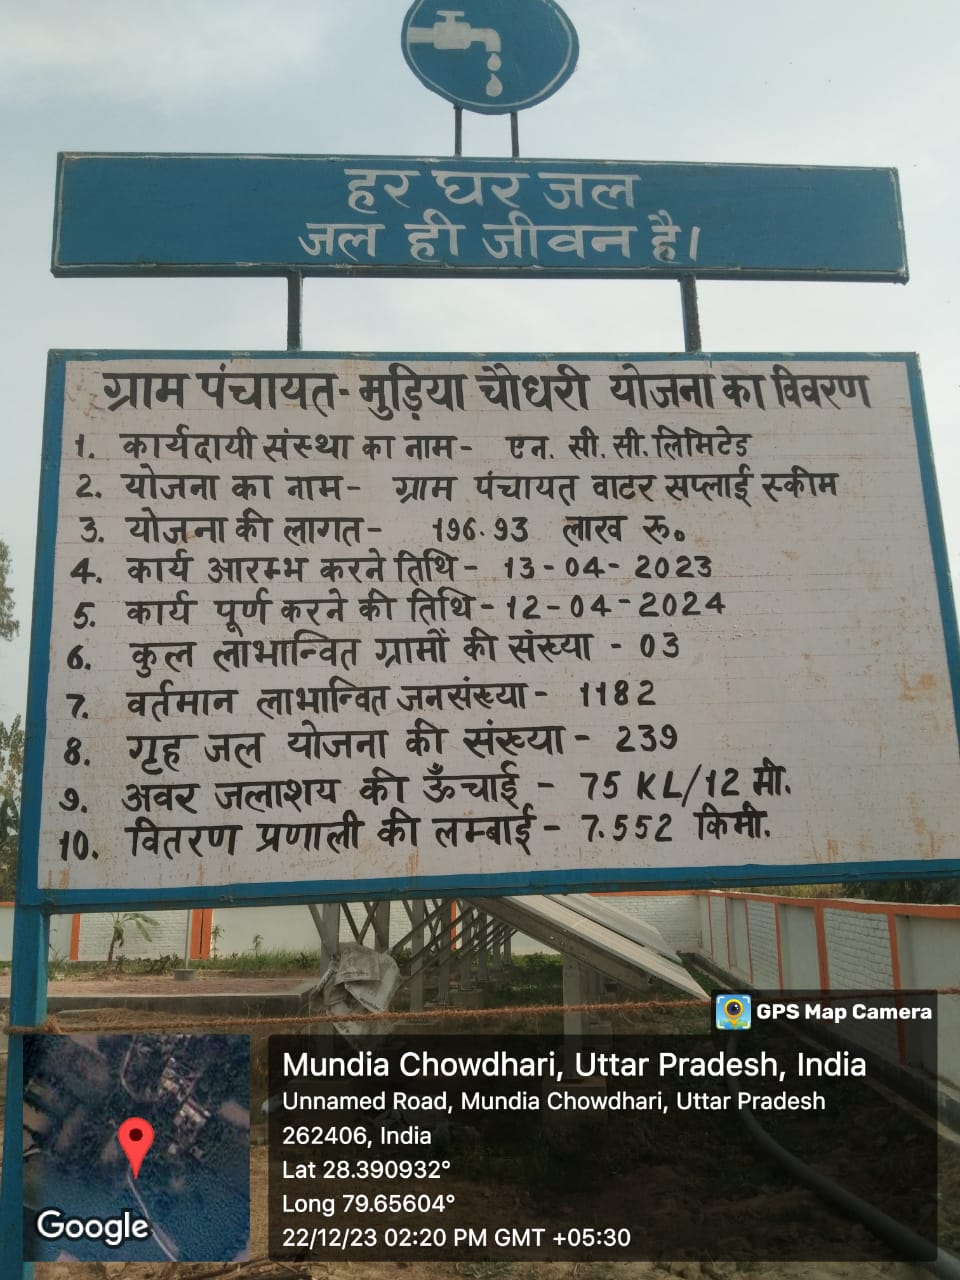 हर घर जल
जल ही जीवन है।
ग्राम पंचायत- मुड़िया चौधरी योजना का विवरण
1. कार्यदायी संस्था का नाम- एन. सी. सी. लिमिटेड
2. योजना का नाम- ग्राम पंचायत वाटर सप्लाई स्कीम
3. योजना की लागत- 196.93 लाख रु०
4. कार्य आरम्भ करने तिथि- 13-04-2023
5. कार्य पूर्ण करने की तिथि-12-04-2024
6. कुल लाभान्वित ग्रामों की संख्या - 03
7. वर्तमान लाभान्वित जनसंख्या- 1182
8. गृह जल योजना की संख्या- 239
9. अवर जलाशय की ऊँचाई - 75 KL/12 मी.
10. वितरण प्रणाली की लम्बाई- 7.552 किमी.
GPS Map Camera
Mundia Chowdhari, Uttar Pradesh, India
Unnamed Road, Mundia Chowdhari, Uttar Pradesh
262406, India
Lat 28.390932°
Long 79.65604°
22/12/23 02:20 PM GMT +05:30
Google